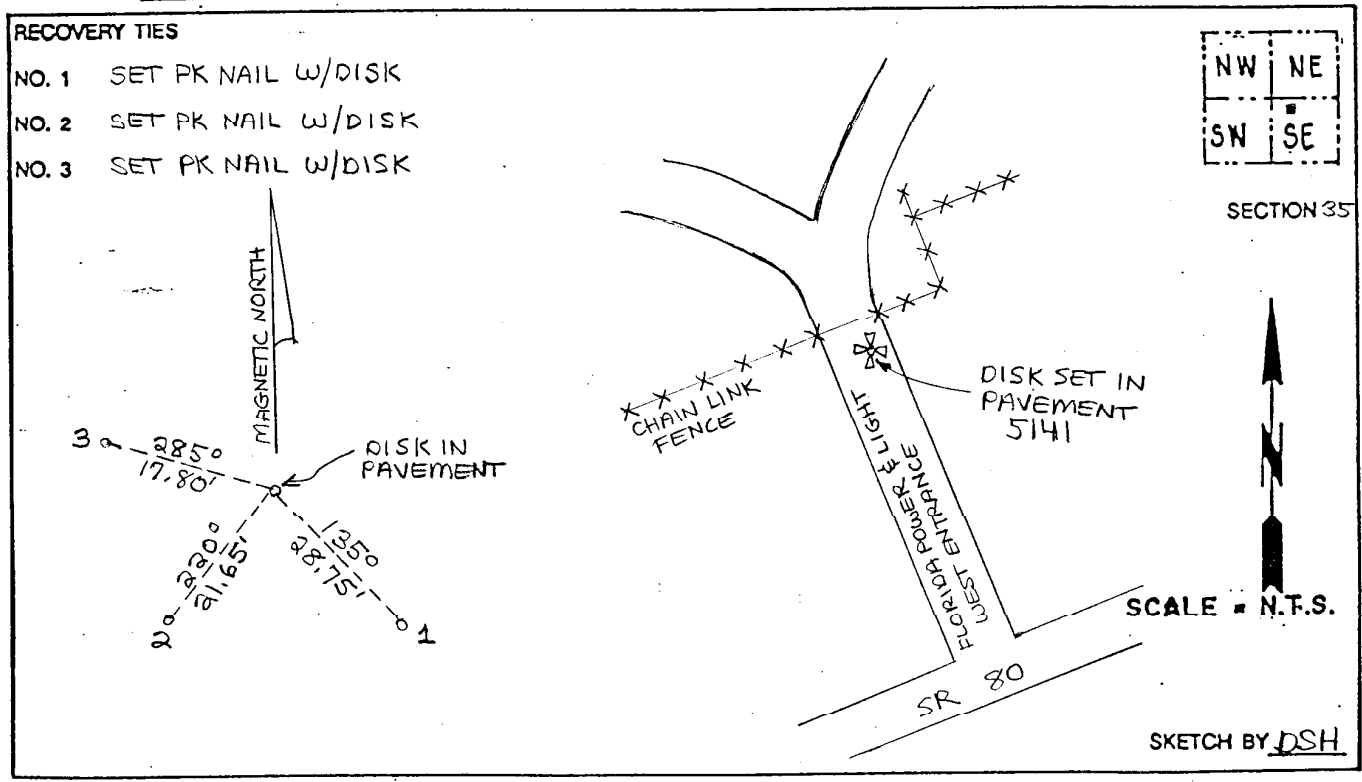 RECOVERY TIES
NO. 1 SET PK NAIL W/DISK
NO. 2 SET PK NAIL W/DISK
NO. 3 SET PK NAIL W/DISK
NW NE
SW SE
SECTION 35
MAGNETIC NORTH
3
285°
17.80'
DISK IN
PAVEMENT
220°
21.65'
2
135°
28.75'
1
CHAIN LINK
FENCE
DISK SET IN
PAVEMENT
5141
FLORIDA POWER & LIGHT
WEST ENTRANCE
SR 80
N
SCALE = N.T.S.
SKETCH BY DSH